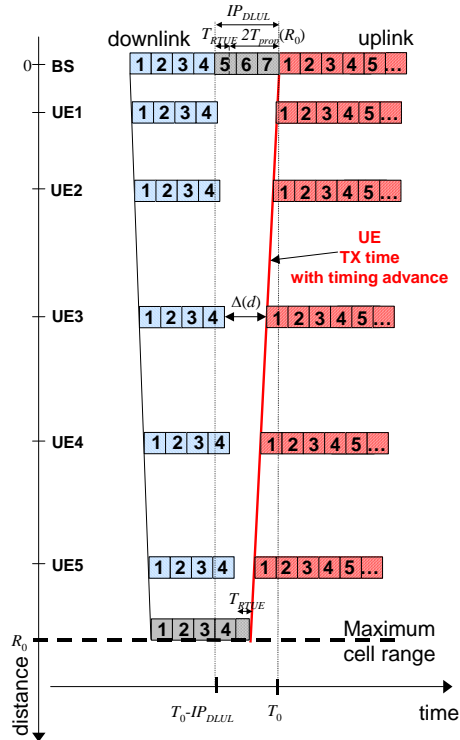 IP_DLUL
T_RTUE 2T_prop(R_0)
downlink
uplink
0 BS 1 2 3 4 5 6 7 1 2 3 4 5 ...
UE1 1 2 3 4 1 2 3 4 5 ...
UE2 1 2 3 4 1 2 3 4 5 ...
UE
TX time
with timing advance
UE3 1 2 3 4 Δ(d) 1 2 3 4 5 ...
UE4 1 2 3 4 1 2 3 4 5 ...
UE5 1 2 3 4 1 2 3 4 5 ...
T_RTUE
1 2 3 4
Maximum
cell range
R_0
distance
T_0-IP_DLUL T_0 time